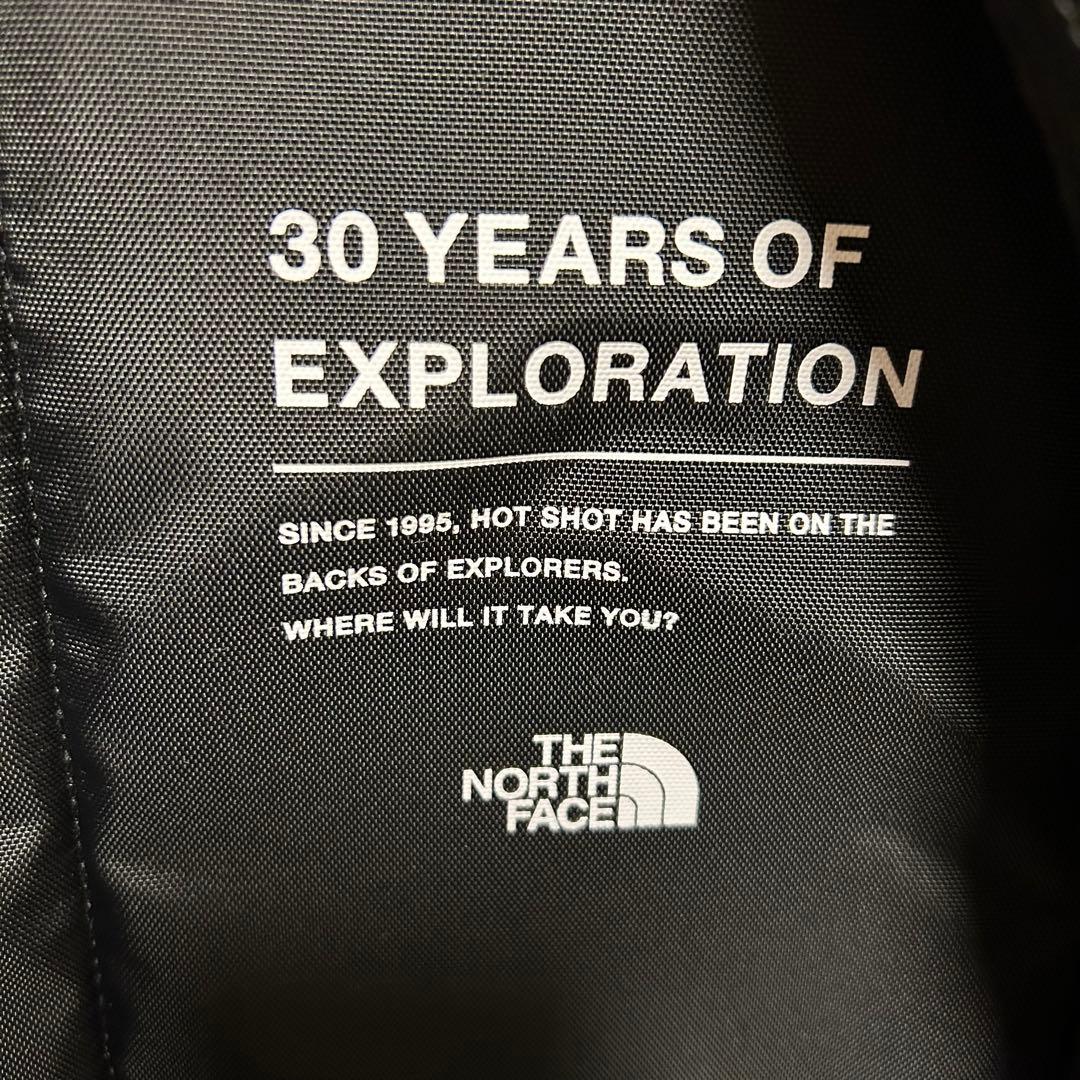 30 YEARS OF
EXPLORATION
SINCE 1995, HOT SHOT HAS BEEN ON THE
BACKS OF EXPLORERS.
WHERE WILL IT TAKE YOU?
THE
NORTH
FACE